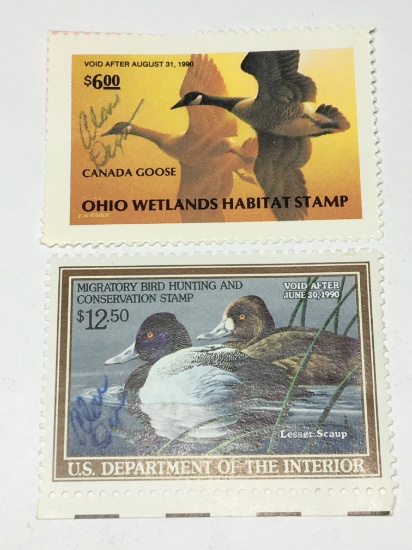 VOID AFTER AUGUST 31, 1990
$6.00
CANADA GOOSE
OHIO WETLANDS HABITAT STAMP
MIGRATORY BIRD HUNTING AND
CONSERVATION STAMP
VOID AFTER
JUNE 30, 1990
$12.50
Lesser Scaup
U.S. DEPARTMENT OF THE INTERIOR